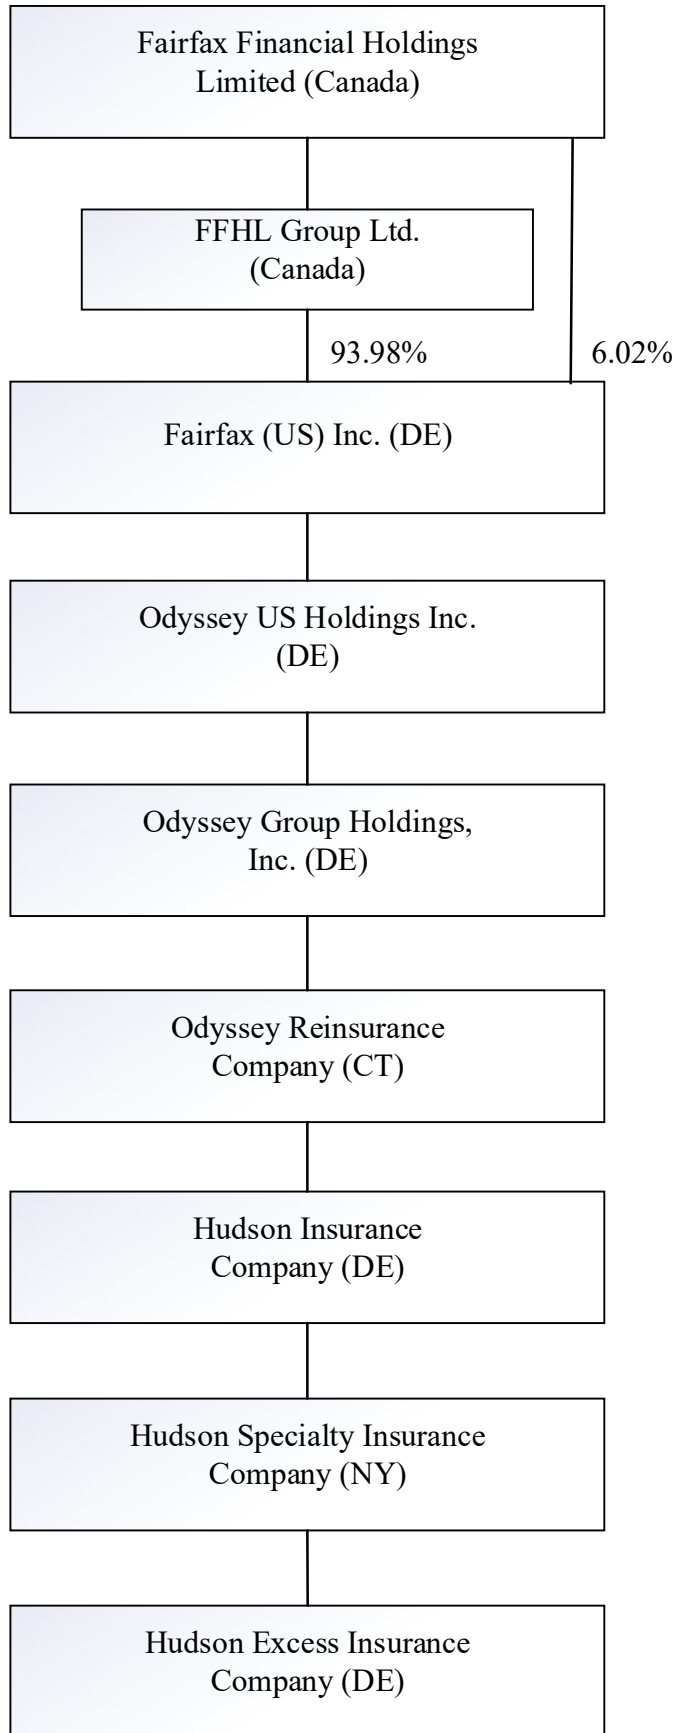 Fairfax Financial Holdings
Limited (Canada)
FFHL Group Ltd.
(Canada)
93.98%
6.02%
Fairfax (US) Inc. (DE)
Odyssey US Holdings Inc.
(DE)
Odyssey Group Holdings,
Inc. (DE)
Odyssey Reinsurance
Company (CT)
Hudson Insurance
Company (DE)
Hudson Specialty Insurance
Company (NY)
Hudson Excess Insurance
Company (DE)